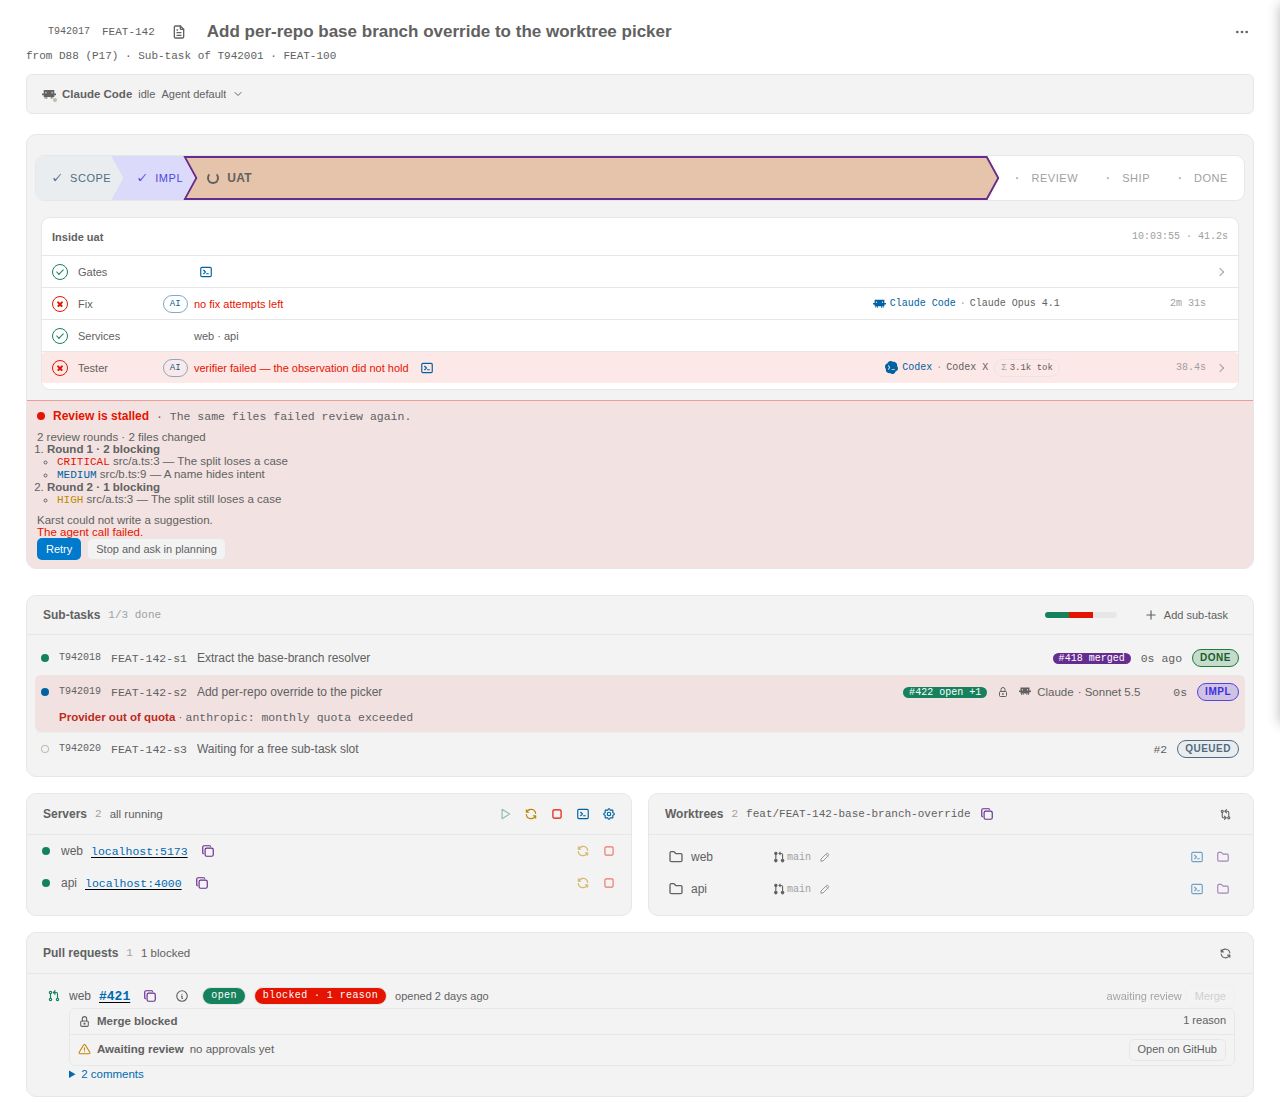 T942017 FEAT-142 Add per-repo base branch override to the worktree picker
from D88 (P17) · Sub-task of T942001 · FEAT-100
Claude Code idle Agent default
SCOPE IMPL UAT · REVIEW · SHIP · DONE
Inside uat 10:03:55 · 41.2s
Gates
Fix AI no fix attempts left Claude Code · Claude Opus 4.1 2m 31s
Services web · api
Tester AI verifier failed — the observation did not hold Codex · Codex X Σ 3.1k tok 38.4s
Review is stalled · The same files failed review again.
2 review rounds · 2 files changed
1. Round 1 · 2 blocking
CRITICAL src/a.ts:3 — The split loses a case
MEDIUM src/b.ts:9 — A name hides intent
2. Round 2 · 1 blocking
HIGH src/a.ts:3 — The split still loses a case
Karst could not write a suggestion.
The agent call failed.
Retry Stop and ask in planning
Sub-tasks 1/3 done Add sub-task
T942018 FEAT-142-s1 Extract the base-branch resolver #418 merged 0s ago DONE
T942019 FEAT-142-s2 Add per-repo override to the picker #422 open +1 Claude · Sonnet 5.5 0s IMPL
Provider out of quota · anthropic: monthly quota exceeded
T942020 FEAT-142-s3 Waiting for a free sub-task slot #2 QUEUED
Servers 2 all running
web localhost:5173
api localhost:4000
Worktrees 2 feat/FEAT-142-base-branch-override
web main
api main
Pull requests 1 1 blocked
web #421 open blocked · 1 reason opened 2 days ago awaiting review Merge
Merge blocked 1 reason
Awaiting review no approvals yet Open on GitHub
2 comments